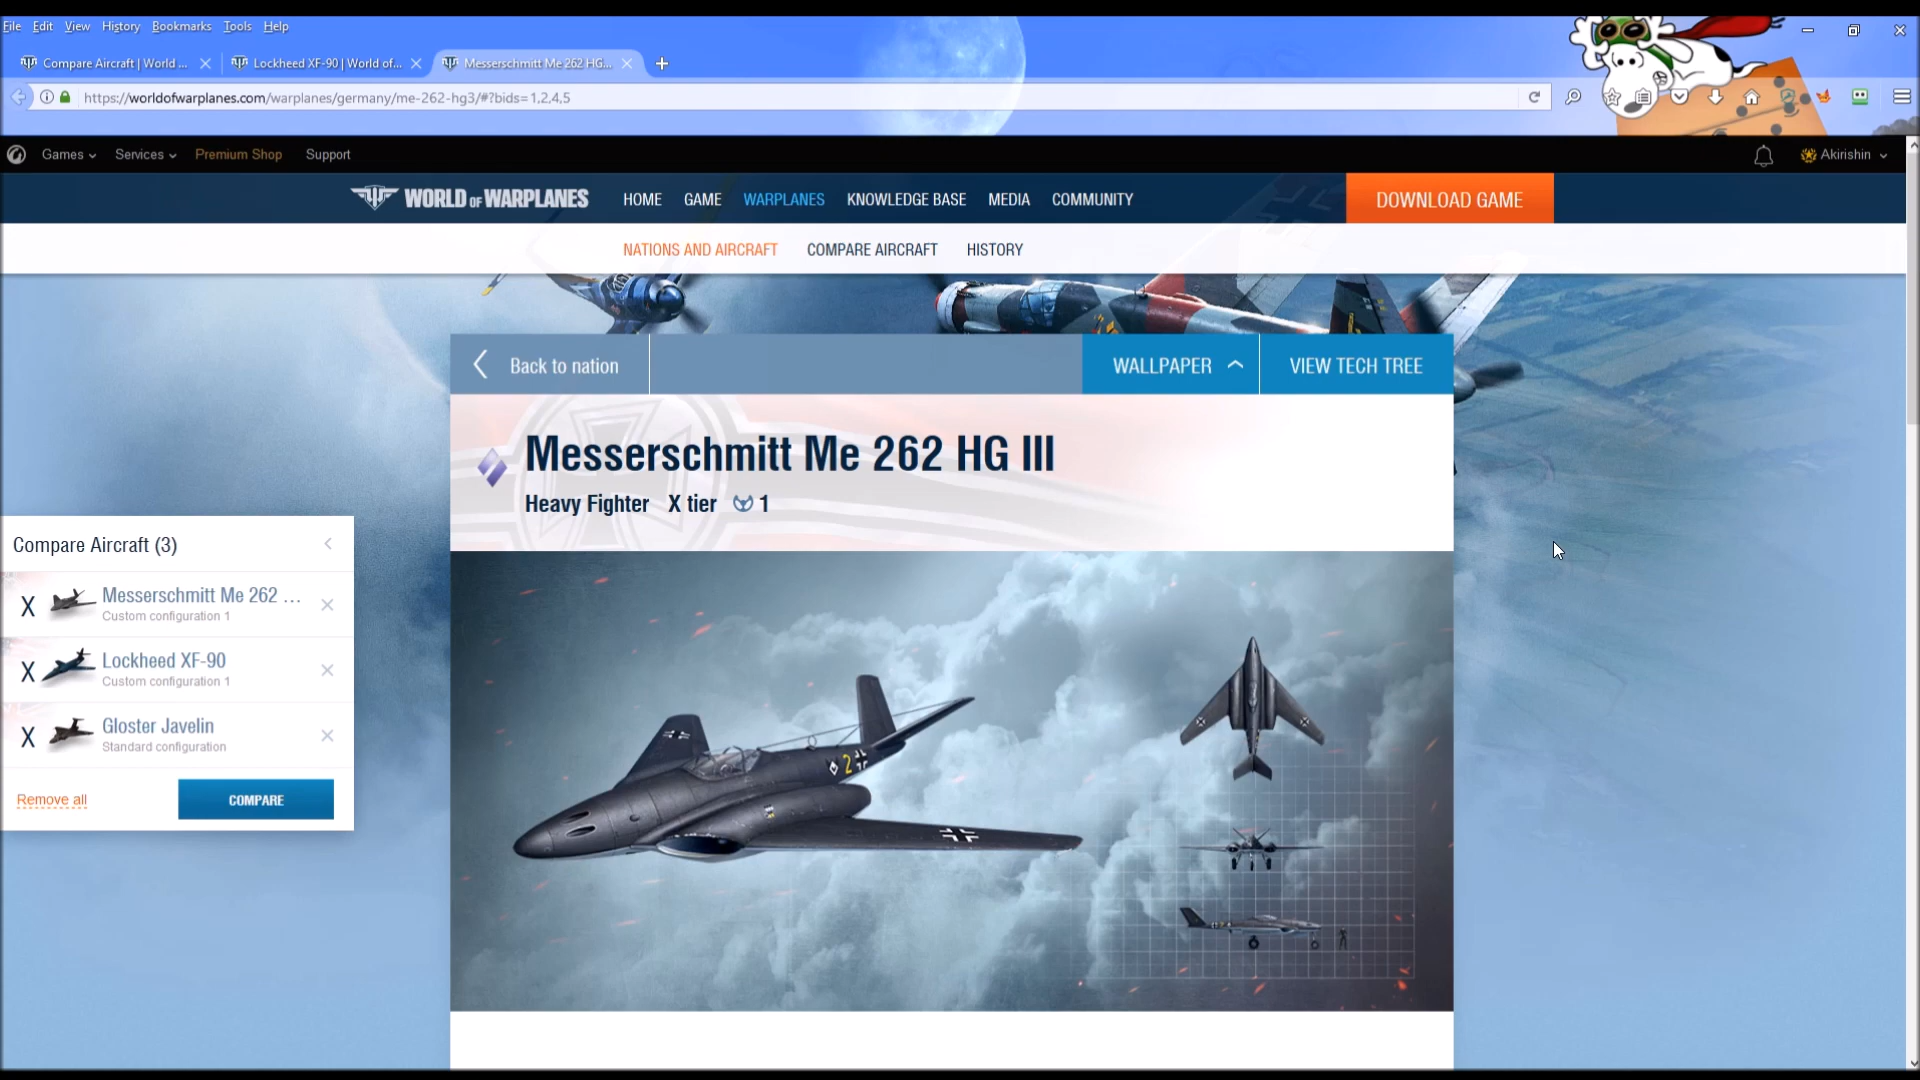 File Edit View History Bookmarks Tools Help
Compare Aircraft | World ... Lockheed XF-90 | World of... Messerschmitt Me 262 HG...
https://worldofwarplanes.com/warplanes/germany/me-262-hg3/#?bids=1,2,4,5
Games Services Premium Shop Support Akirishin
WORLD OF WARPLANES HOME GAME WARPLANES KNOWLEDGE BASE MEDIA COMMUNITY DOWNLOAD GAME
NATIONS AND AIRCRAFT COMPARE AIRCRAFT HISTORY
Back to nation WALLPAPER VIEW TECH TREE
Messerschmitt Me 262 HG III
Heavy Fighter X tier 1
Compare Aircraft (3)
X Messerschmitt Me 262 ...
Custom configuration 1
X Lockheed XF-90
Custom configuration 1
X Gloster Javelin
Standard configuration
Remove all COMPARE
2